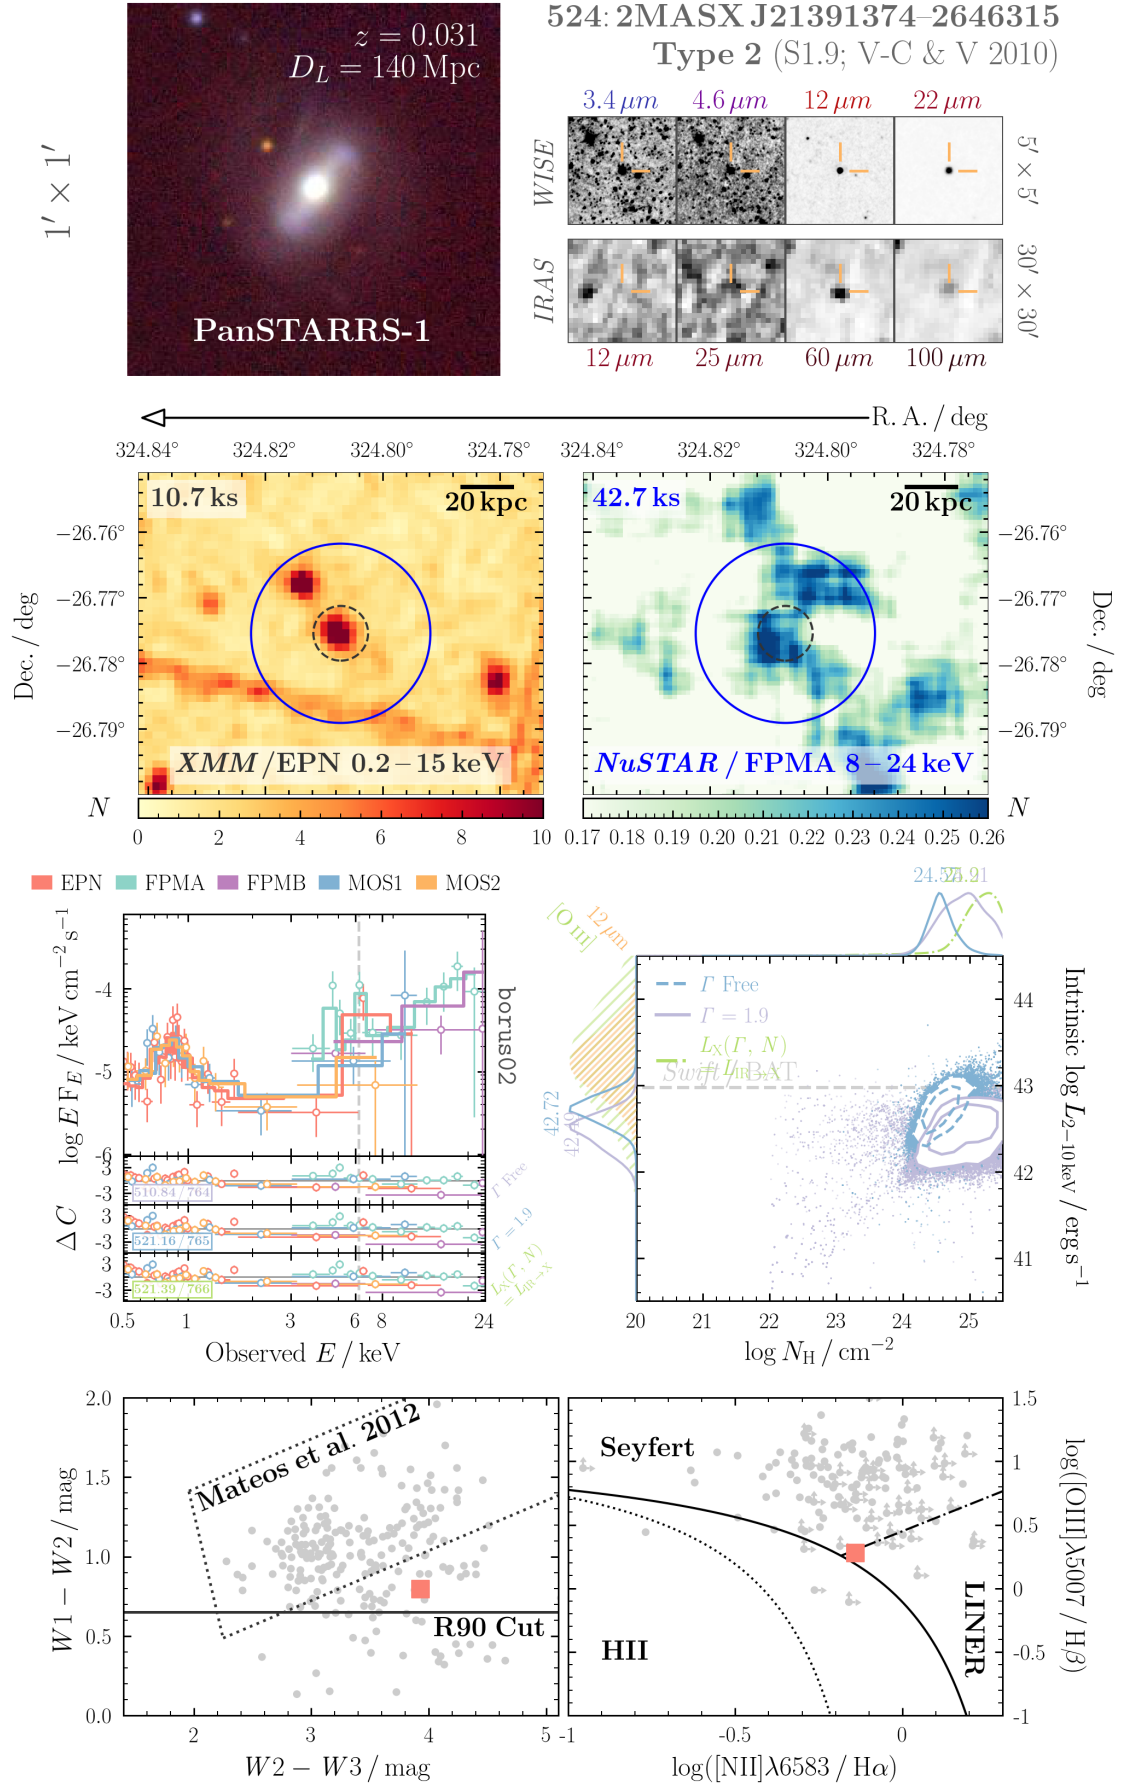 524: 2MASX J21391374–2646315
Type 2 (S1.9; V-C & V 2010)
z = 0.031
D_L = 140 Mpc
1′ × 1′
PanSTARRS-1
3.4 µm 4.6 µm 12 µm 22 µm
WISE
5′ × 5′
IRAS
30′ × 30′
12 µm 25 µm 60 µm 100 µm
R. A. / deg
324.84° 324.82° 324.80° 324.78° 324.84° 324.82° 324.80° 324.78°
10.7 ks
20 kpc
42.7 ks
20 kpc
−26.76°
−26.77°
−26.78°
−26.79°
Dec. / deg
XMM/EPN 0.2 – 15 keV
NuSTAR / FPMA 8 – 24 keV
−26.76°
−26.77°
−26.78°
−26.79°
Dec. / deg
N
0 2 4 6 8 10
0.17 0.18 0.19 0.20 0.21 0.22 0.23 0.24 0.25 0.26
N
EPN FPMA FPMB MOS1 MOS2
log E F_E / keV cm⁻² s⁻¹
-4
-5
-6
borus02
ΔC
3
-3
510.84 / 764
Γ Free
3
-3
521.16 / 765
Γ = 1.9
3
-3
521.39 / 766
L_X(Γ, N)
= L_IR→X
0.5 1 3 6 8 24
Observed E / keV
[O III]
12 µm
24.57
Γ Free
Γ = 1.9
L_X(Γ, N)
= L_IR→X
Swift / BAT
42.72
44
43
42
41
Intrinsic log L_2−10 keV / erg s⁻¹
20 21 22 23 24 25
log N_H / cm⁻²
2.0
1.5
1.0
0.5
0.0
W1 − W2 / mag
Mateos et al. 2012
R90 Cut
2 3 4 5
W2 − W3 / mag
Seyfert
HII
LINER
1.5
1
0.5
0
-0.5
-1
log([OIII]λ5007 / Hβ)
-1 -0.5 0
log([NII]λ6583 / Hα)